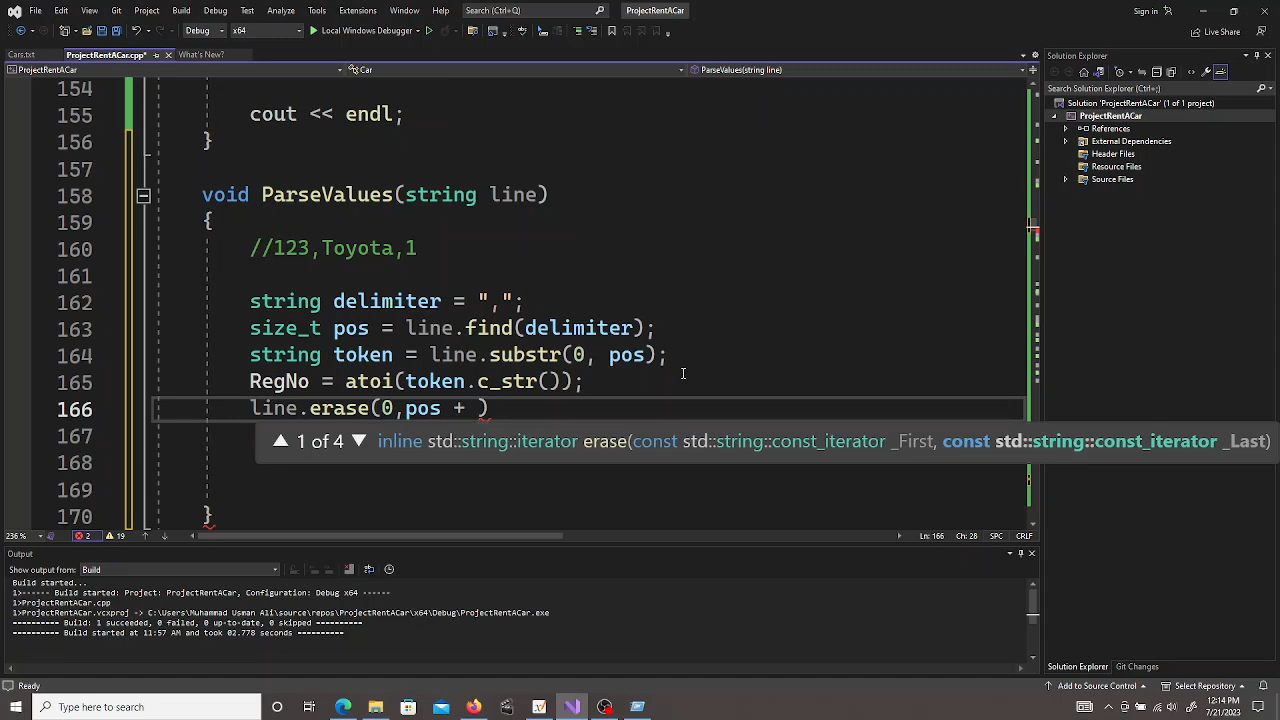 File Edit View Git Project Build Debug Test Analyze Tools Extensions Window Help Search (Ctrl+Q) ProjectRentACar Sign in
Debug x64 Local Windows Debugger Live Share
Cars.txt ProjectRentACar.cpp* What's New?
ProjectRentACar Car ParseValues(string line)
154
155 cout << endl;
156 }
157
158 void ParseValues(string line)
159 {
160 //123,Toyota,1
161
162 string delimiter = ",";
163 size_t pos = line.find(delimiter);
164 string token = line.substr(0, pos);
165 RegNo = atoi(token.c_str());
166 line.erase(0,pos + )
167 1 of 4 inline std::string::iterator erase(const std::string::const_iterator _First, const std::string::const_iterator _Last)
168
169
170 }
236 % 2 19 Ln: 166 Ch: 28 SPC CRLF
Output
Show output from: Build
Build started...
1>------ Build started: Project: ProjectRentACar, Configuration: Debug x64 ------
1>ProjectRentACar.cpp
1>ProjectRentACar.vcxproj -> C:\Users\Muhammad Usman Ali\source\repos\ProjectRentACar\x64\Debug\ProjectRentACar.exe
========== Build: 1 succeeded, 0 failed, 0 up-to-date, 0 skipped ==========
========== Build started at 11:57 AM and took 02.778 seconds ==========
Solution Explorer
Search Solution Explorer (Ctrl+;)
Solution 'ProjectRentACar' (1 of 1 project)
ProjectRentACar
References
External Dependencies
Header Files
Resource Files
Source Files
Solution Explorer Git Changes
Ready Add to Source Control Select Repository
Type here to search 12:14 PM
7/21/2023